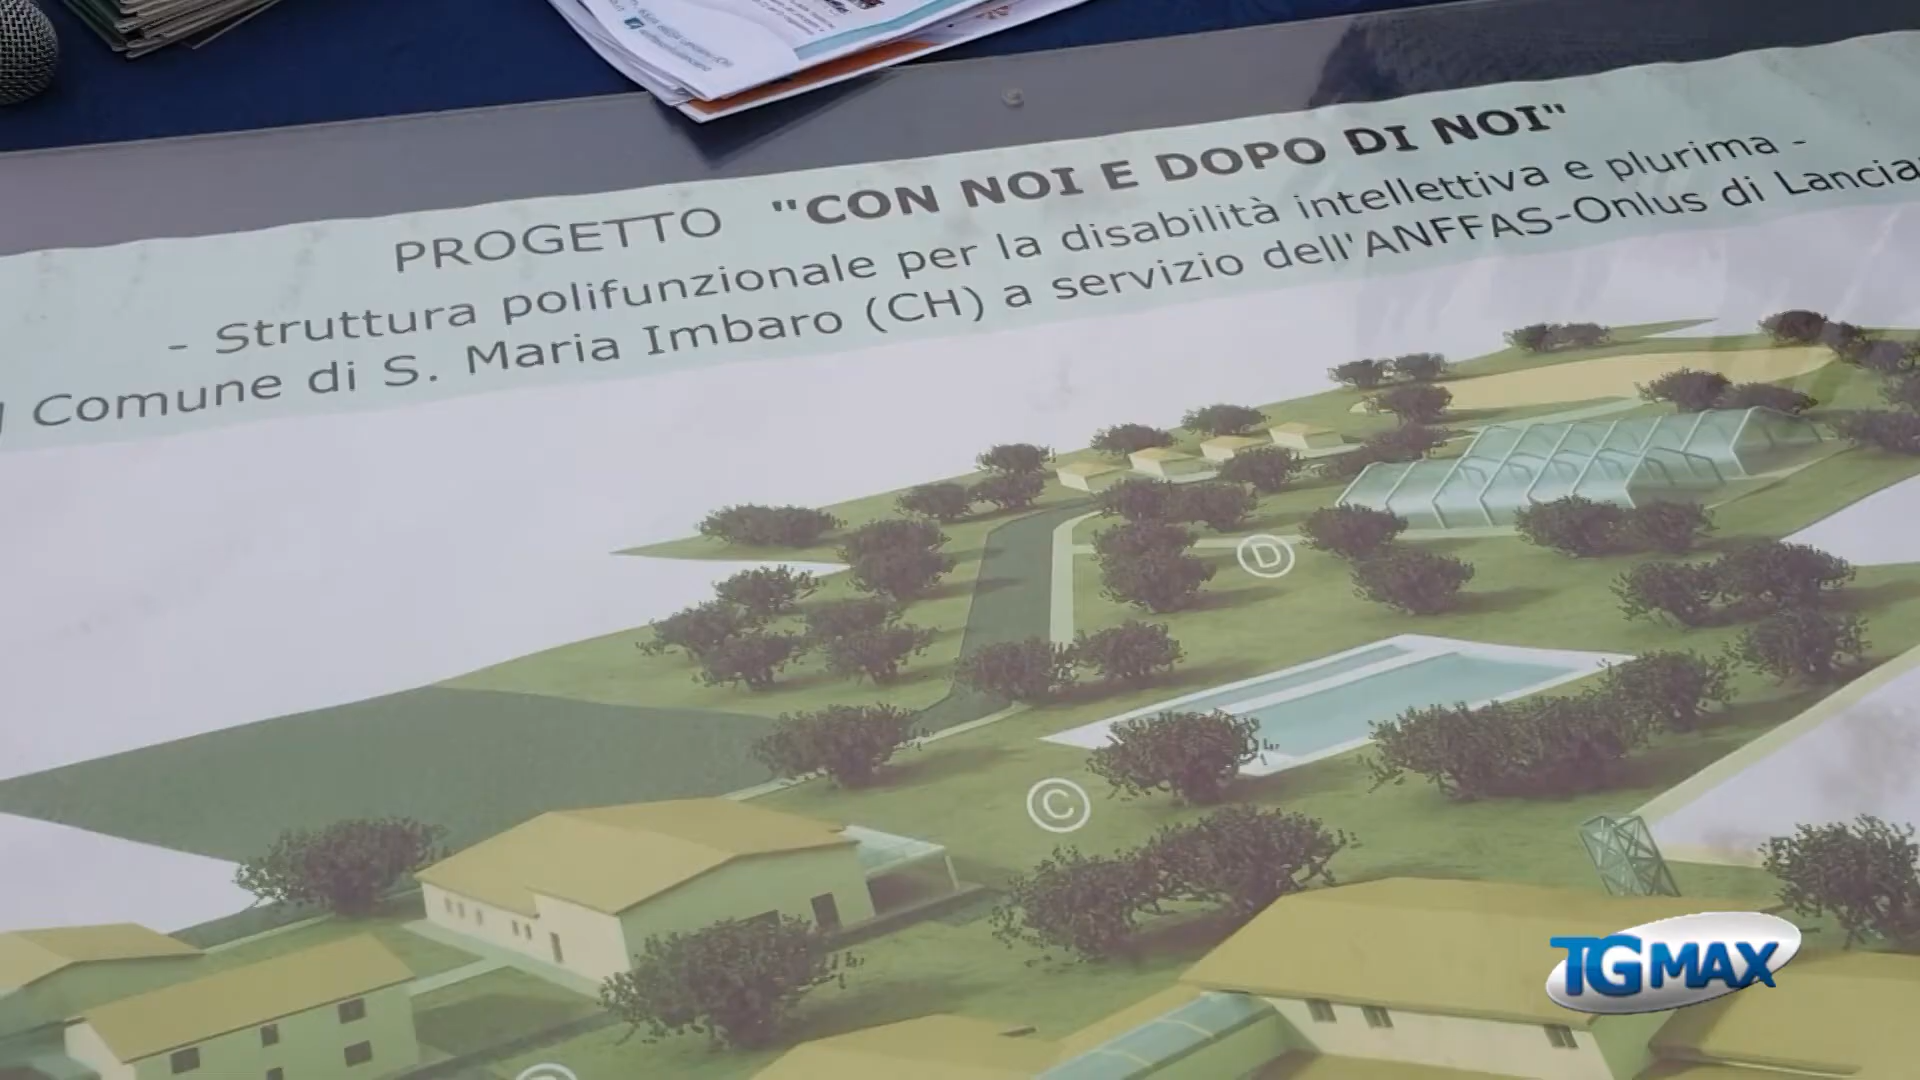 PROGETTO "CON NOI E DOPO DI NOI"
- Struttura polifunzionale per la disabilità intellettiva e plurima -
Comune di S. Maria Imbaro (CH) a servizio dell'ANFFAS-Onlus di Lancia
D
C
TGMAX